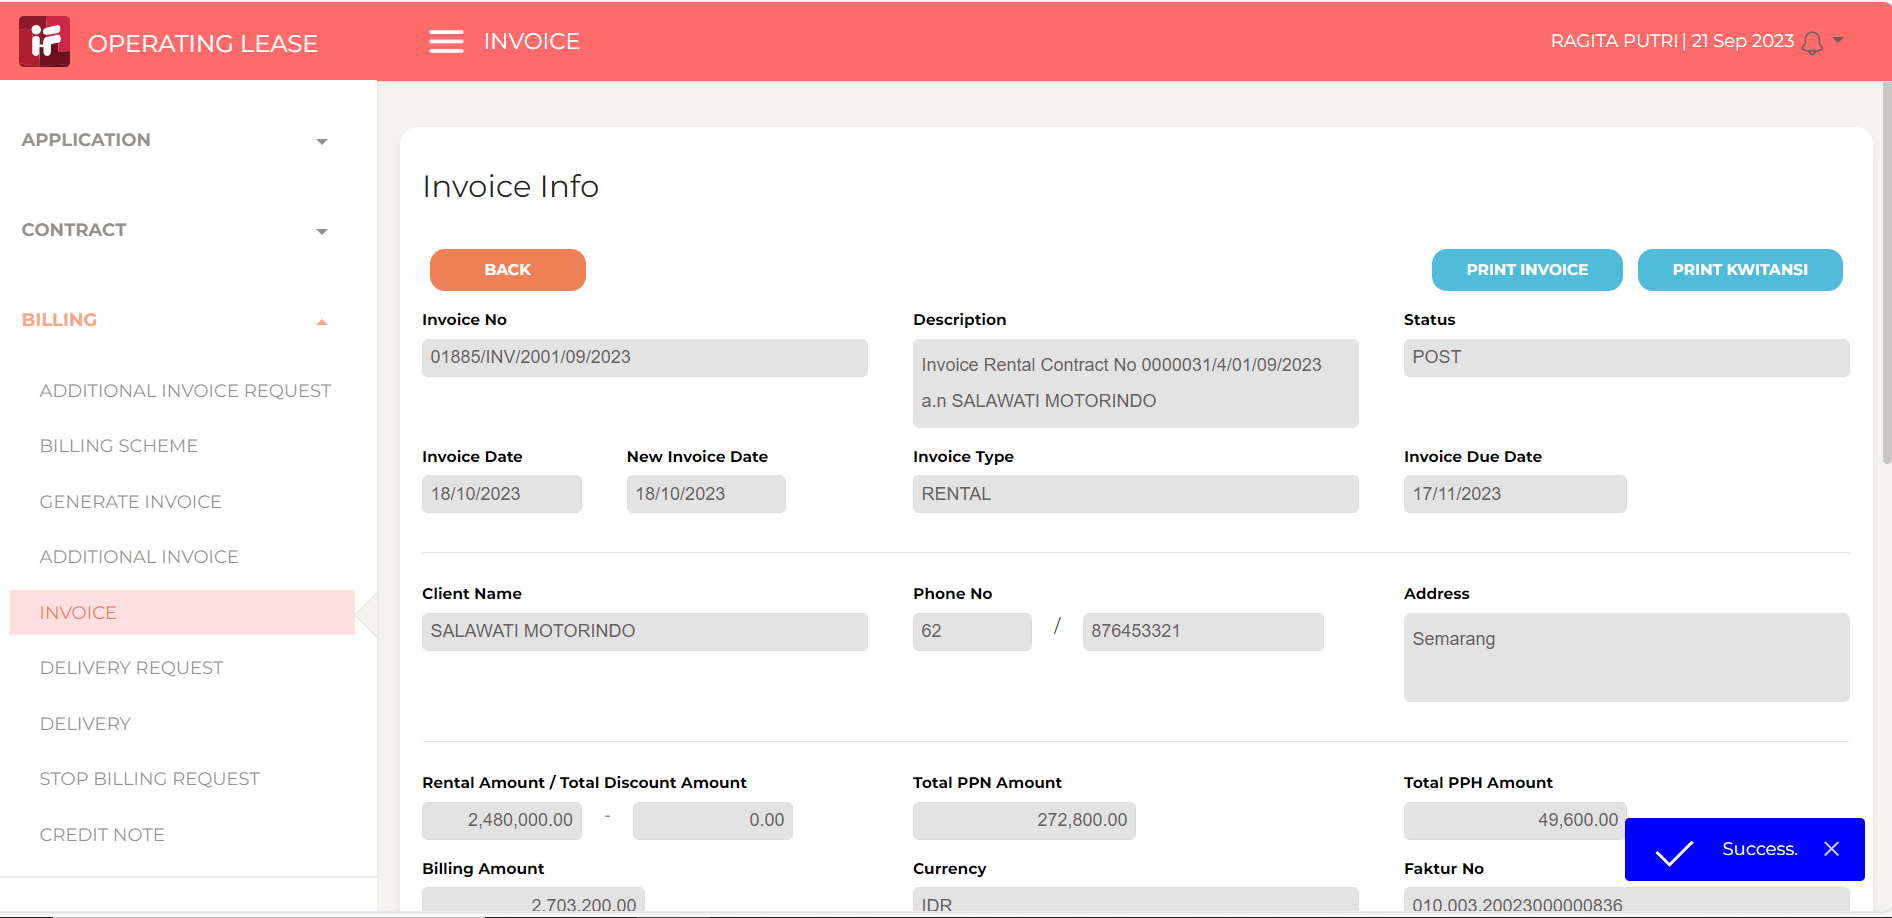 iF
OPERATING LEASE
INVOICE
RAGITA PUTRI | 21 Sep 2023
APPLICATION
CONTRACT
BILLING
ADDITIONAL INVOICE REQUEST
BILLING SCHEME
GENERATE INVOICE
ADDITIONAL INVOICE
INVOICE
DELIVERY REQUEST
DELIVERY
STOP BILLING REQUEST
CREDIT NOTE
Invoice Info
BACK
PRINT INVOICE
PRINT KWITANSI
Invoice No
Description
Status
01885/INV/2001/09/2023
Invoice Rental Contract No 0000031/4/01/09/2023
a.n SALAWATI MOTORINDO
POST
Invoice Date
New Invoice Date
Invoice Type
Invoice Due Date
18/10/2023
18/10/2023
RENTAL
17/11/2023
Client Name
Phone No
Address
SALAWATI MOTORINDO
62 / 876453321
Semarang
Rental Amount / Total Discount Amount
Total PPN Amount
Total PPH Amount
2,480,000.00 - 0.00
272,800.00
49,600.00
Billing Amount
Currency
Faktur No
2,703,200.00
IDR
010.003.20023000000836
Success.